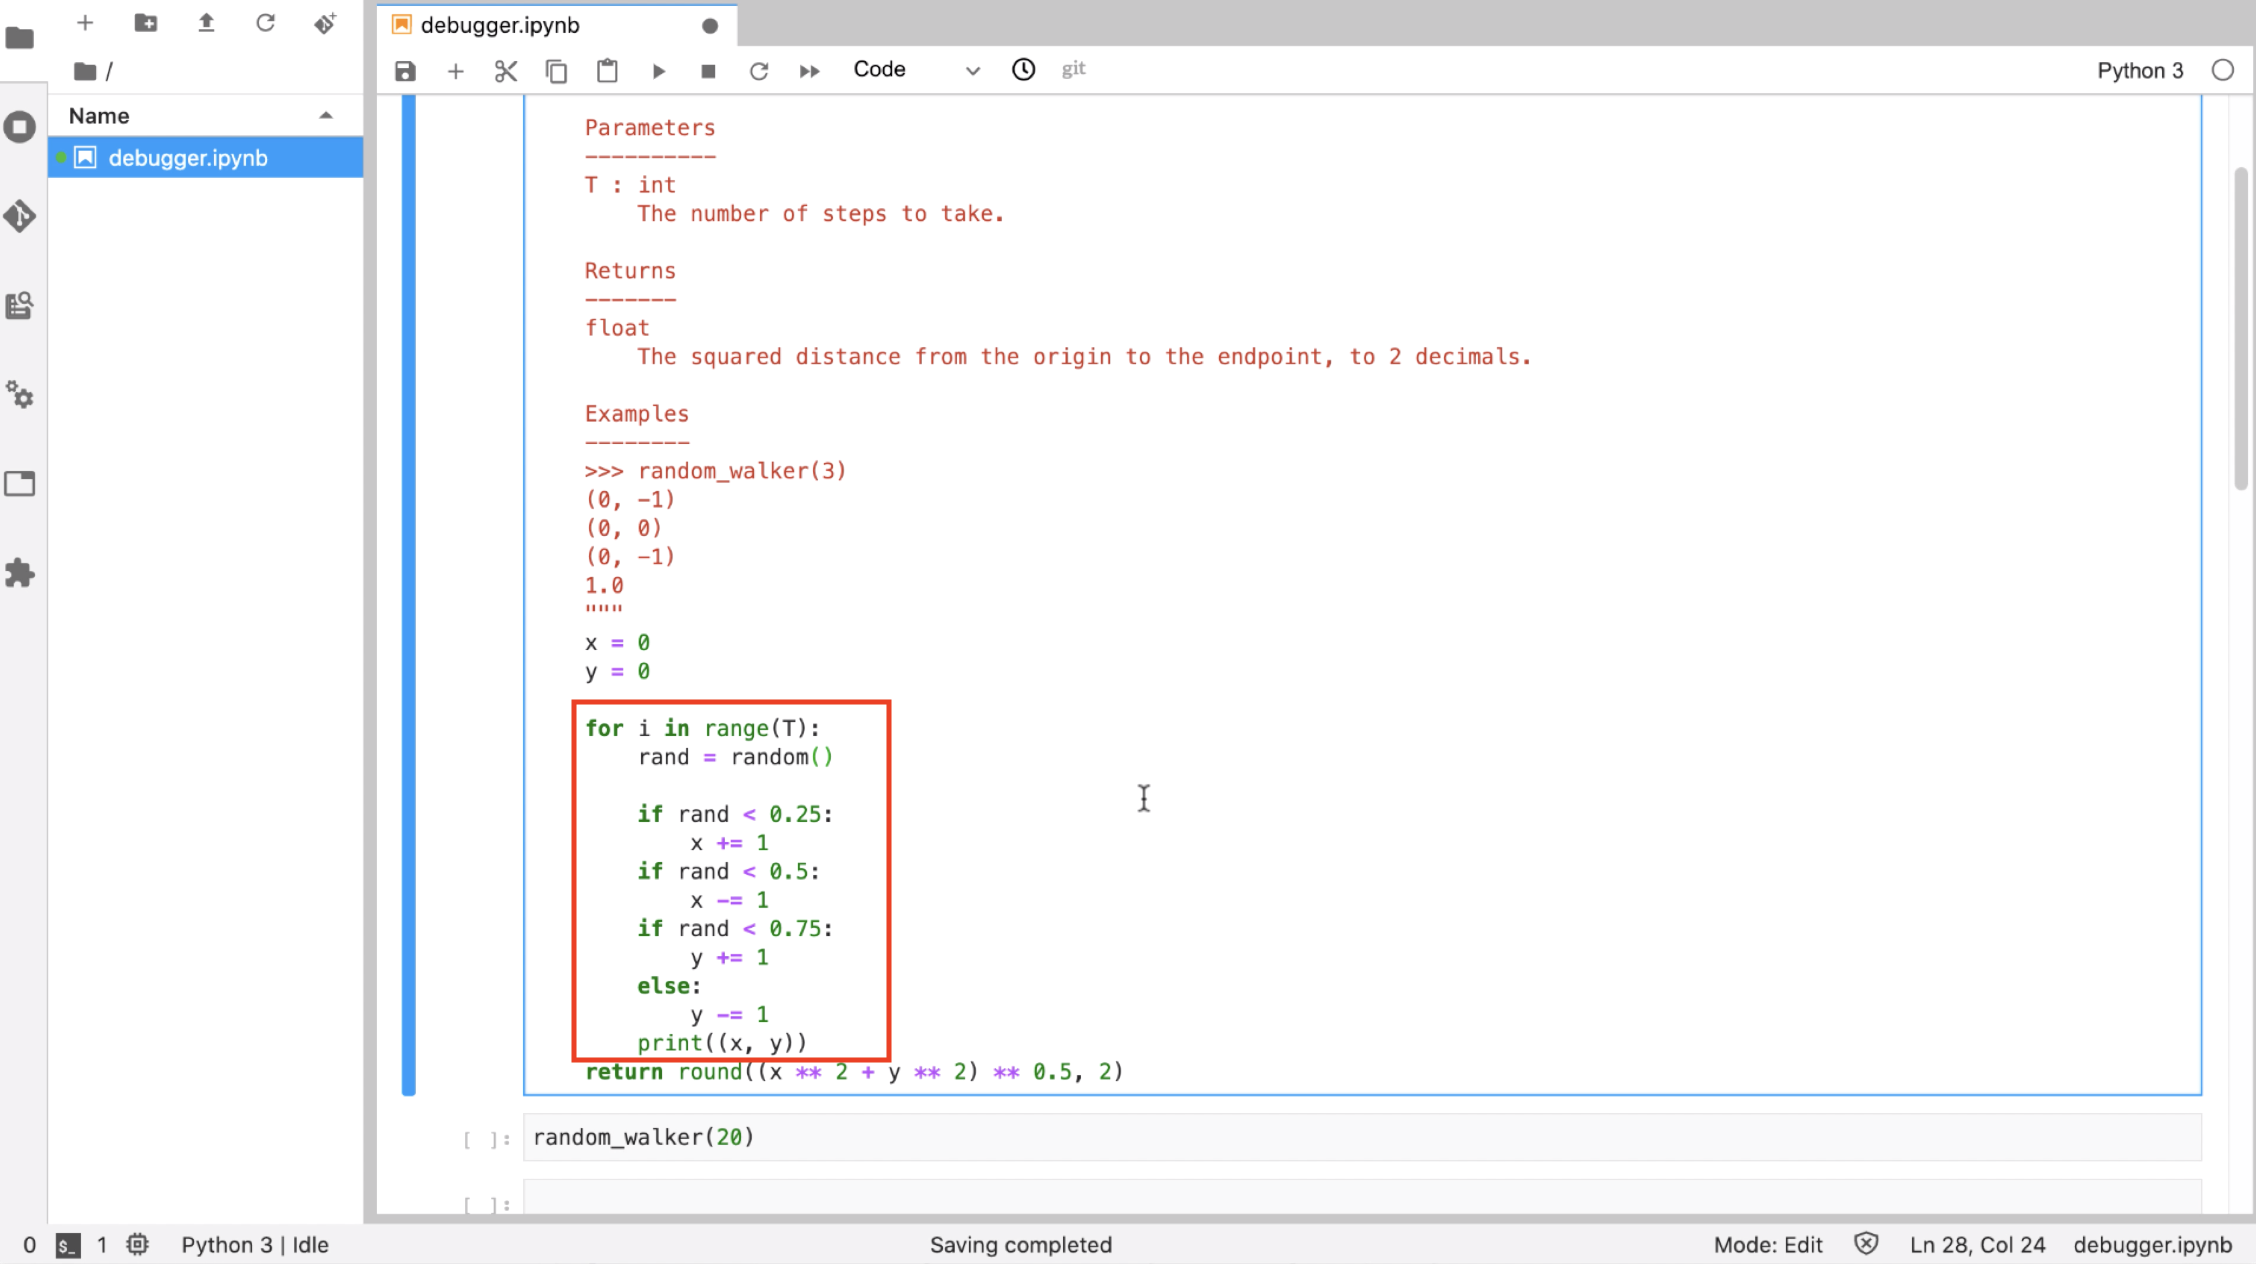 debugger.ipynb
/
Code
git
Python 3
Name
debugger.ipynb
Parameters
----------
T : int
The number of steps to take.
Returns
-------
float
The squared distance from the origin to the endpoint, to 2 decimals.
Examples
--------
>>> random_walker(3)
(0, -1)
(0, 0)
(0, -1)
1.0
"""
x = 0
y = 0
for i in range(T):
rand = random()
if rand < 0.25:
x += 1
if rand < 0.5:
x -= 1
if rand < 0.75:
y += 1
else:
y -= 1
print((x, y))
return round((x ** 2 + y ** 2) ** 0.5, 2)
[ ]: random_walker(20)
[ ]:
0 $_ 1 Python 3 | Idle Saving completed Mode: Edit Ln 28, Col 24 debugger.ipynb